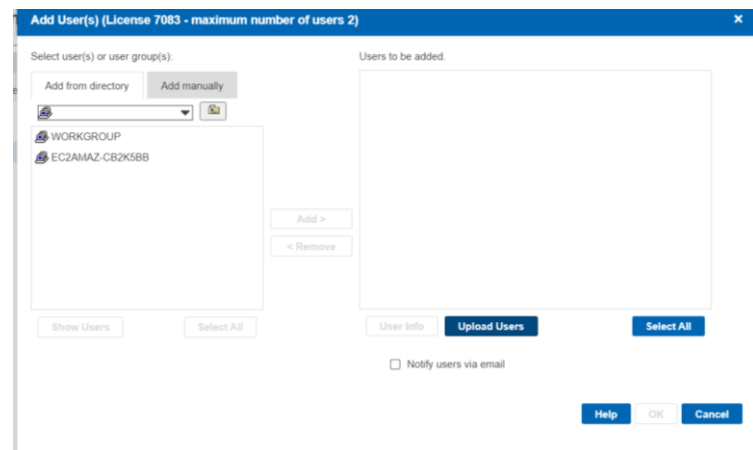 Add User(s) (License 7083 - maximum number of users 2)
Select user(s) or user group(s):
Users to be added.
Add from directory
Add manually
WORKGROUP
EC2AMAZ-CB2K5BB
Add >
< Remove
Show Users
Select All
User Info
Upload Users
Select All
Notify users via email
Help
OK
Cancel